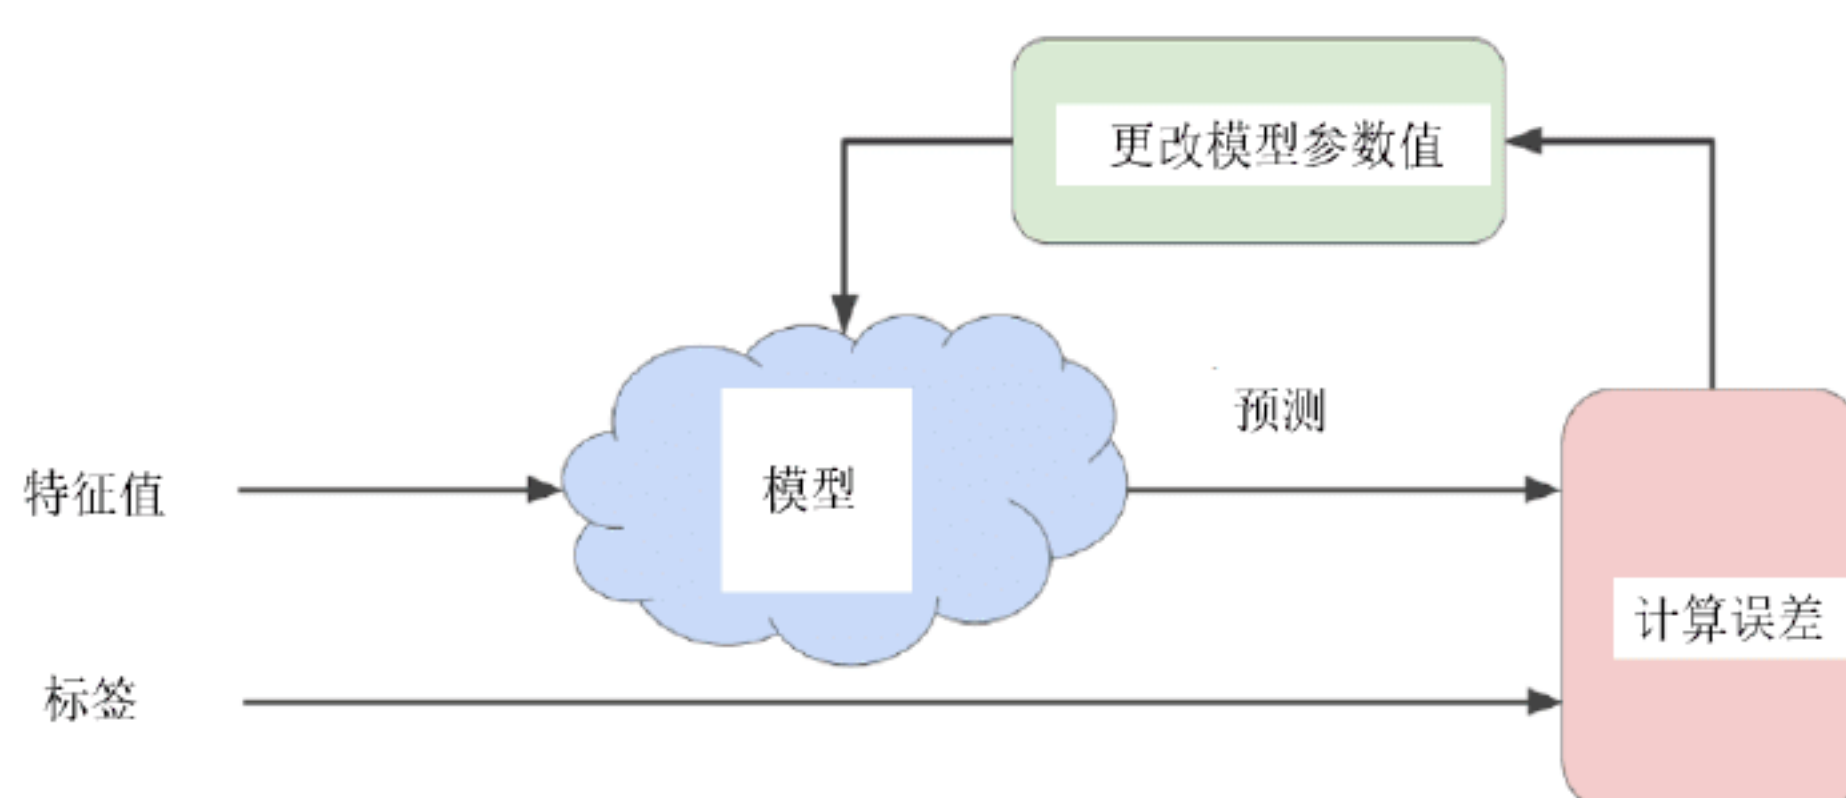 更改模型参数值
预测
特征值
模型
计算误差
标签